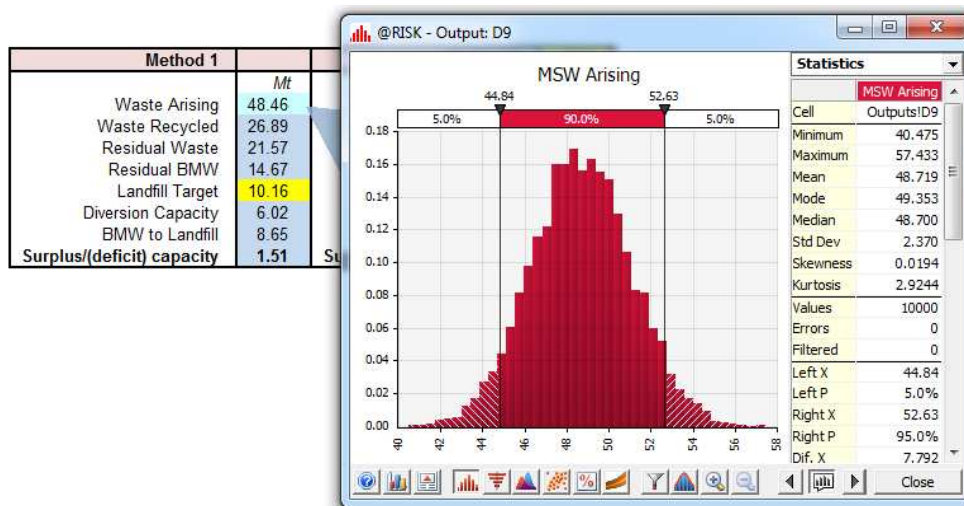 @RISK - Output: D9
Method 1
Mt
Waste Arising 48.46
Waste Recycled 26.89
Residual Waste 21.57
Residual BMW 14.67
Landfill Target 10.16
Diversion Capacity 6.02
BMW to Landfill 8.65
Surplus/(deficit) capacity 1.51
Su
MSW Arising
44.84 52.63
5.0% 90.0% 5.0%
0.18
0.16
0.14
0.12
0.10
0.08
0.06
0.04
0.02
0.00
40 42 44 46 48 50 52 54 56 58
Statistics
MSW Arising
Cell Outputs!D9
Minimum 40.475
Maximum 57.433
Mean 48.719
Mode 49.353
Median 48.700
Std Dev 2.370
Skewness 0.0194
Kurtosis 2.9244
Values 10000
Errors 0
Filtered 0
Left X 44.84
Left P 5.0%
Right X 52.63
Right P 95.0%
Dif. X 7.792
Close